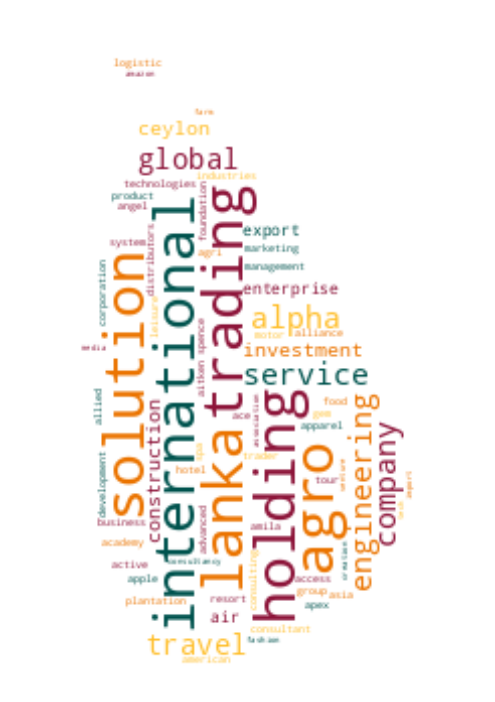 logistic
amazon
farm
ceylon
global
industries
technologies
product
angel
foundation
trading
international
export
system
distributors
agri
marketing
management
corporation
solution
enterprise
leisure
alpha
motor
alliance
media
aitken spence
investment
service
allied
construction
lanka
holding
ace
association
food
gem
apparel
engineering
company
agro
spa
trader
hotel
tour
venture
import
development
business
advanced
amila
academy
consultancy
creation
active
apple
consulting
access
group
asia
plantation
resort
apex
air
consultant
travel
fashion
american